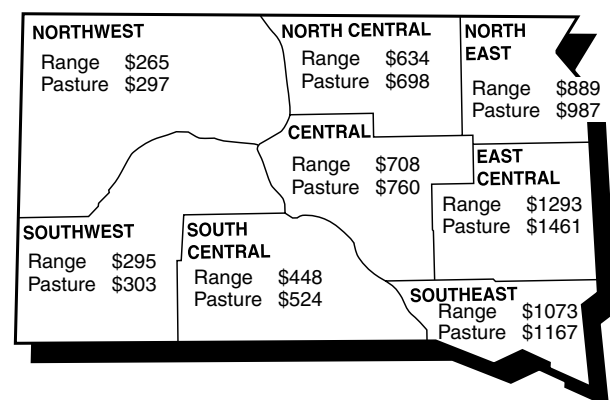 NORTHWEST
Range $265
Pasture $297
NORTH CENTRAL
Range $634
Pasture $698
NORTH
EAST
Range $889
Pasture $987
CENTRAL
Range $708
Pasture $760
EAST
CENTRAL
Range $1293
Pasture $1461
SOUTHWEST
Range $295
Pasture $303
SOUTH
CENTRAL
Range $448
Pasture $524
SOUTHEAST
Range $1073
Pasture $1167